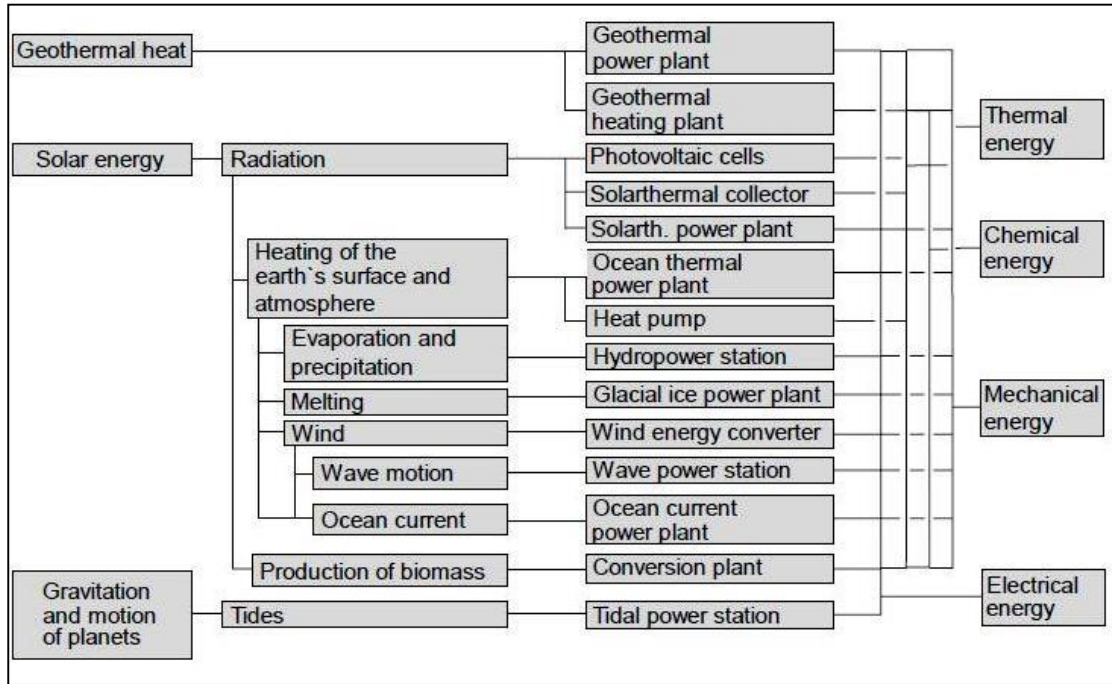 Geothermal heat
Geothermal
power plant
Geothermal
heating plant
Thermal
energy
Solar energy
Radiation
Photovoltaic cells
Solarthermal collector
Solarth. power plant
Chemical
energy
Heating of the
earth`s surface and
atmosphere
Ocean thermal
power plant
Heat pump
Evaporation and
precipitation
Hydropower station
Melting
Glacial ice power plant
Mechanical
energy
Wind
Wind energy converter
Wave motion
Wave power station
Ocean current
Ocean current
power plant
Production of biomass
Conversion plant
Gravitation
and motion
of planets
Tides
Tidal power station
Electrical
energy